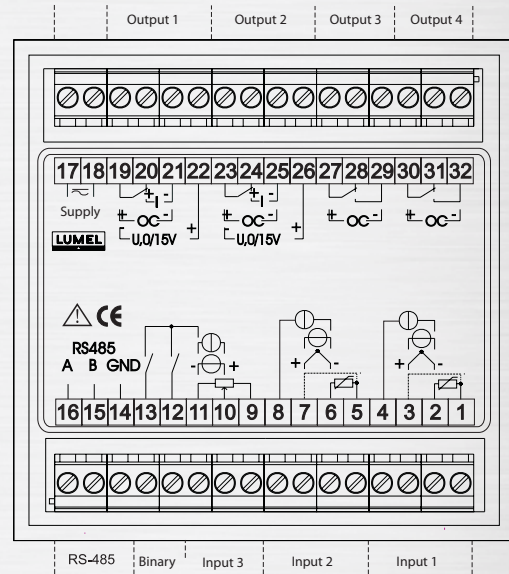 Output 1 Output 2 Output 3 Output 4
17 18 19 20 21 22 23 24 25 26 27 28 29 30 31 32
Supply
+ I - + I -
+ OC - + OC - + OC - + OC -
- U,0/15V + - U,0/15V +
LUMEL
CE
RS485
A B GND
- + + - + -
16 15 14 13 12 11 10 9 8 7 6 5 4 3 2 1
RS-485 Binary Input 3 Input 2 Input 1